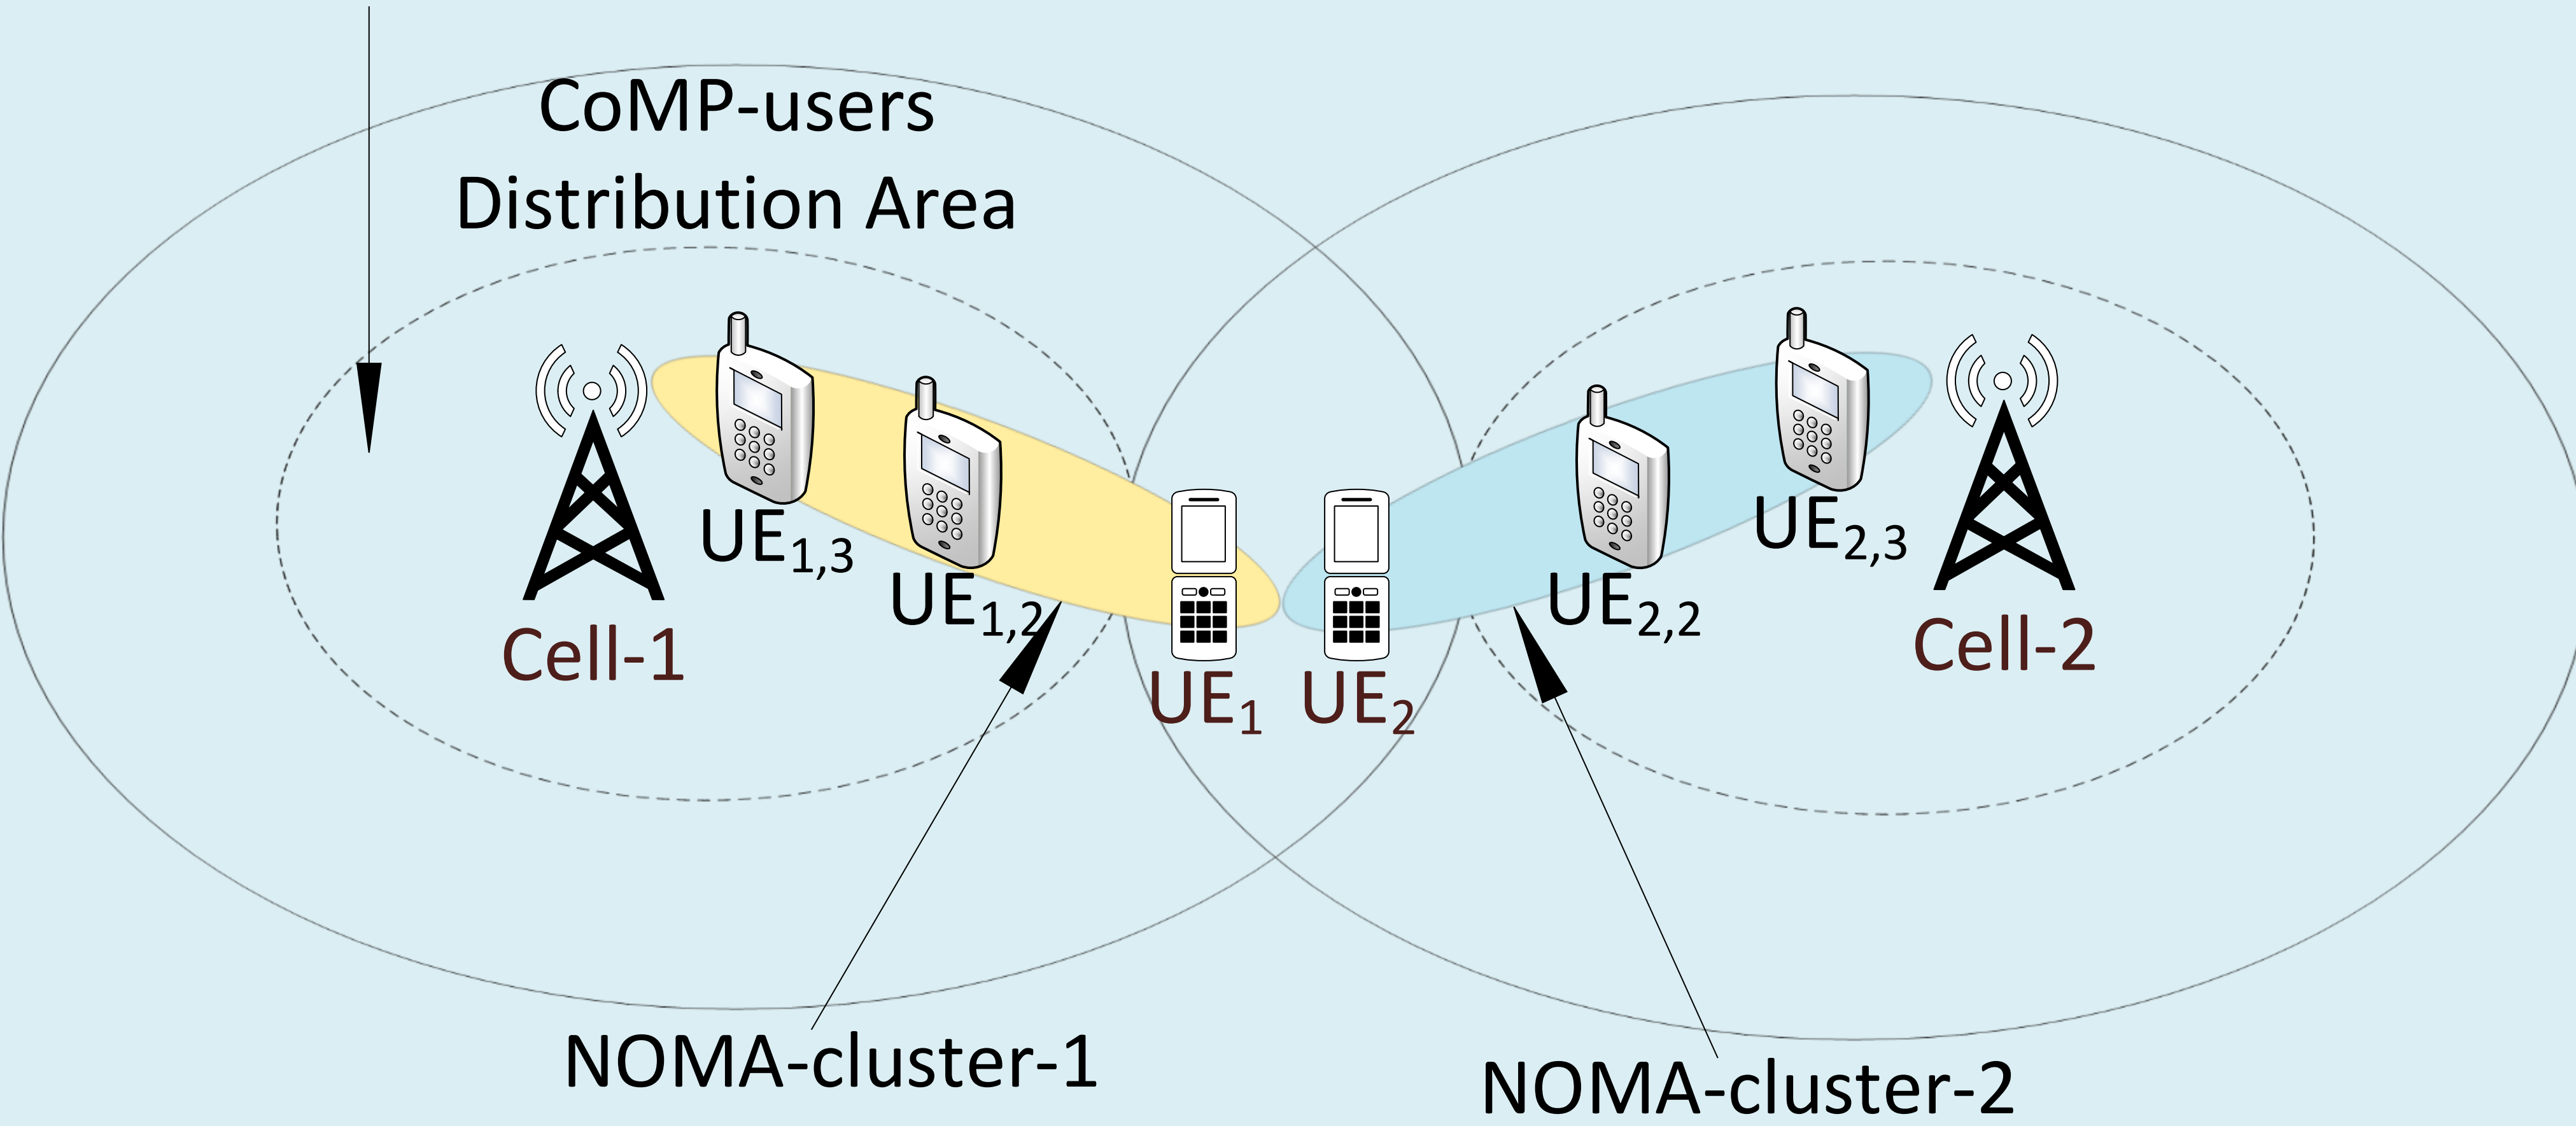 CoMP-users
Distribution Area
UE1,3
UE1,2
UE2,3
UE2,2
Cell-1
Cell-2
UE1
UE2
NOMA-cluster-1
NOMA-cluster-2